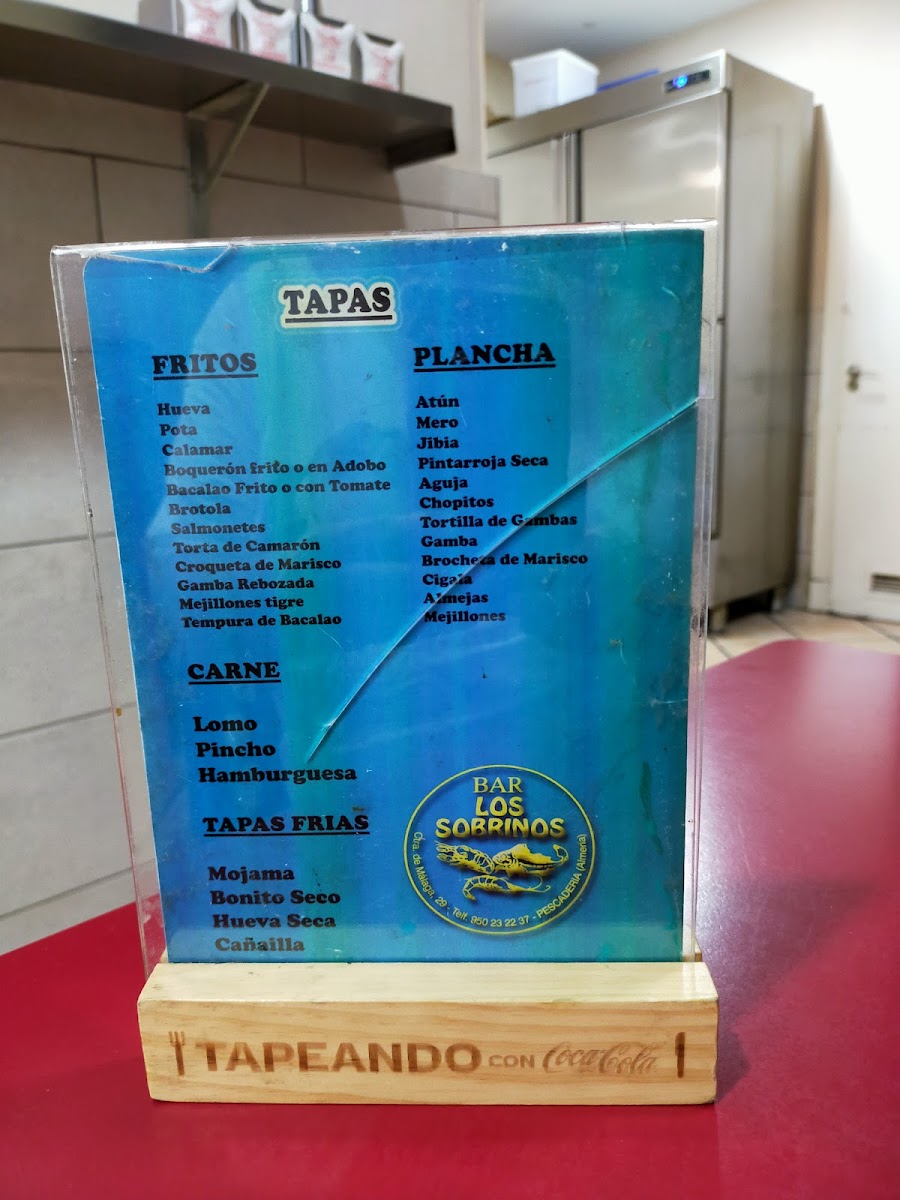 TAPAS
FRITOS
Hueva
Pota
Calamar
Boquerón frito o en Adobo
Bacalao Frito o con Tomate
Brotola
Salmonetes
Torta de Camarón
Croqueta de Marisco
Gamba Rebozada
Mejillones tigre
Tempura de Bacalao
CARNE
Lomo
Pincho
Hamburguesa
TAPAS FRIAS
Mojama
Bonito Seco
Hueva Seca
Cañailla
PLANCHA
Atún
Mero
Jibia
Pintarroja Seca
Aguja
Chopitos
Tortilla de Gambas
Gamba
Brocheta de Marisco
Cigala
Almejas
Mejillones
BAR
LOS
SOBRINOS
Ctra. de Málaga, 29 - Telf. 950 23 22 37 - PESCADERIA (Almería)
TAPEANDO CON Coca-Cola